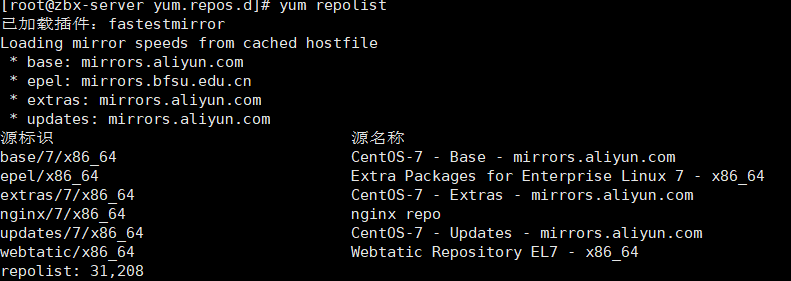 [root@zbx-server yum.repos.d]# yum repolist
已加载插件：fastestmirror
Loading mirror speeds from cached hostfile
 * base: mirrors.aliyun.com
 * epel: mirrors.bfsu.edu.cn
 * extras: mirrors.aliyun.com
 * updates: mirrors.aliyun.com
源标识 源名称
base/7/x86_64 CentOS-7 - Base - mirrors.aliyun.com
epel/x86_64 Extra Packages for Enterprise Linux 7 - x86_64
extras/7/x86_64 CentOS-7 - Extras - mirrors.aliyun.com
nginx/7/x86_64 nginx repo
updates/7/x86_64 CentOS-7 - Updates - mirrors.aliyun.com
webtatic/x86_64 Webtatic Repository EL7 - x86_64
repolist: 31,208